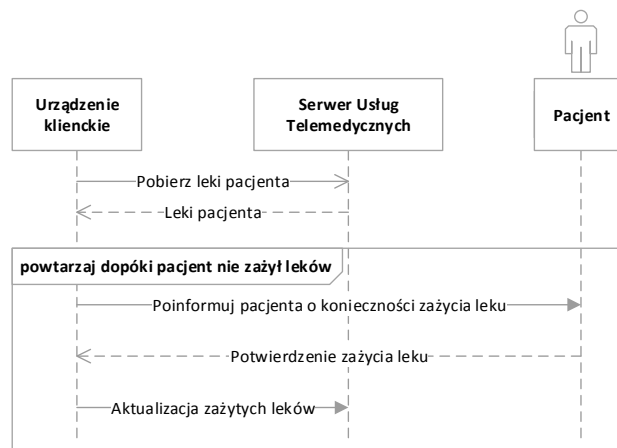 Urządzenie
klienckie
Serwer Usług
Telemedycznych
Pacjent
Pobierz leki pacjenta
Leki pacjenta
powtarzaj dopóki pacjent nie zażył leków
Poinformuj pacjenta o konieczności zażycia leku
Potwierdzenie zażycia leku
Aktualizacja zażytych leków